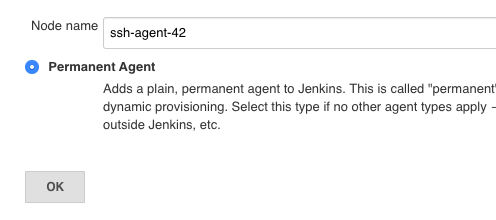 Node name
ssh-agent-42
Permanent Agent
Adds a plain, permanent agent to Jenkins. This is called "permanent"
dynamic provisioning. Select this type if no other agent types apply -
outside Jenkins, etc.
OK